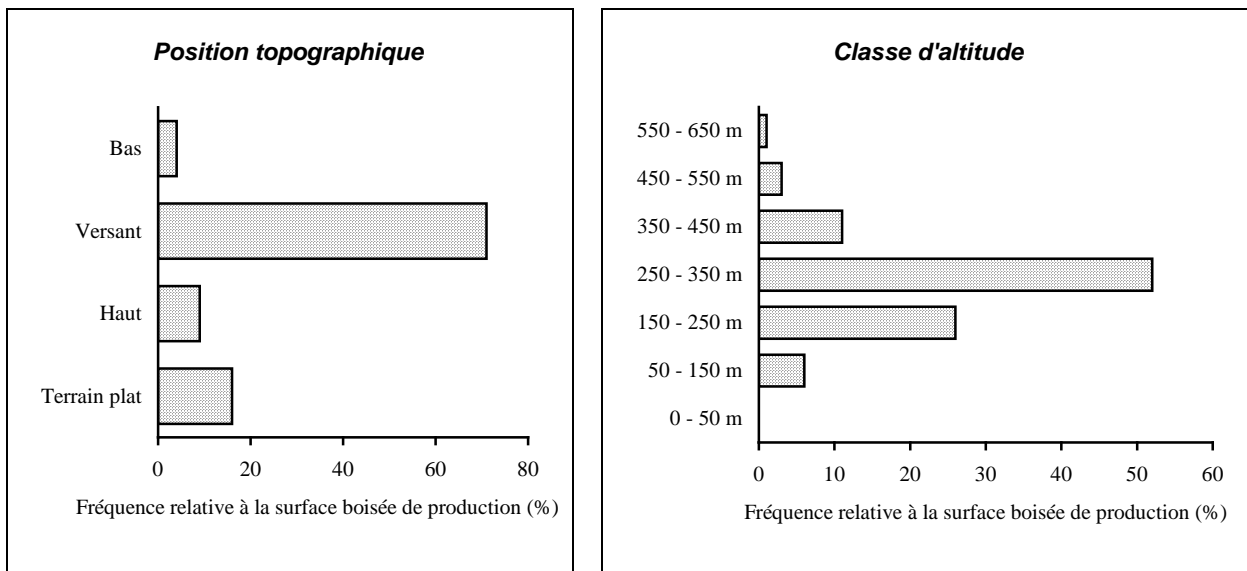 Position topographique
Bas
Versant
Haut
Terrain plat
0 20 40 60 80
Fréquence relative à la surface boisée de production (%)
Classe d'altitude
550 - 650 m
450 - 550 m
350 - 450 m
250 - 350 m
150 - 250 m
50 - 150 m
0 - 50 m
0 10 20 30 40 50 60
Fréquence relative à la surface boisée de production (%)